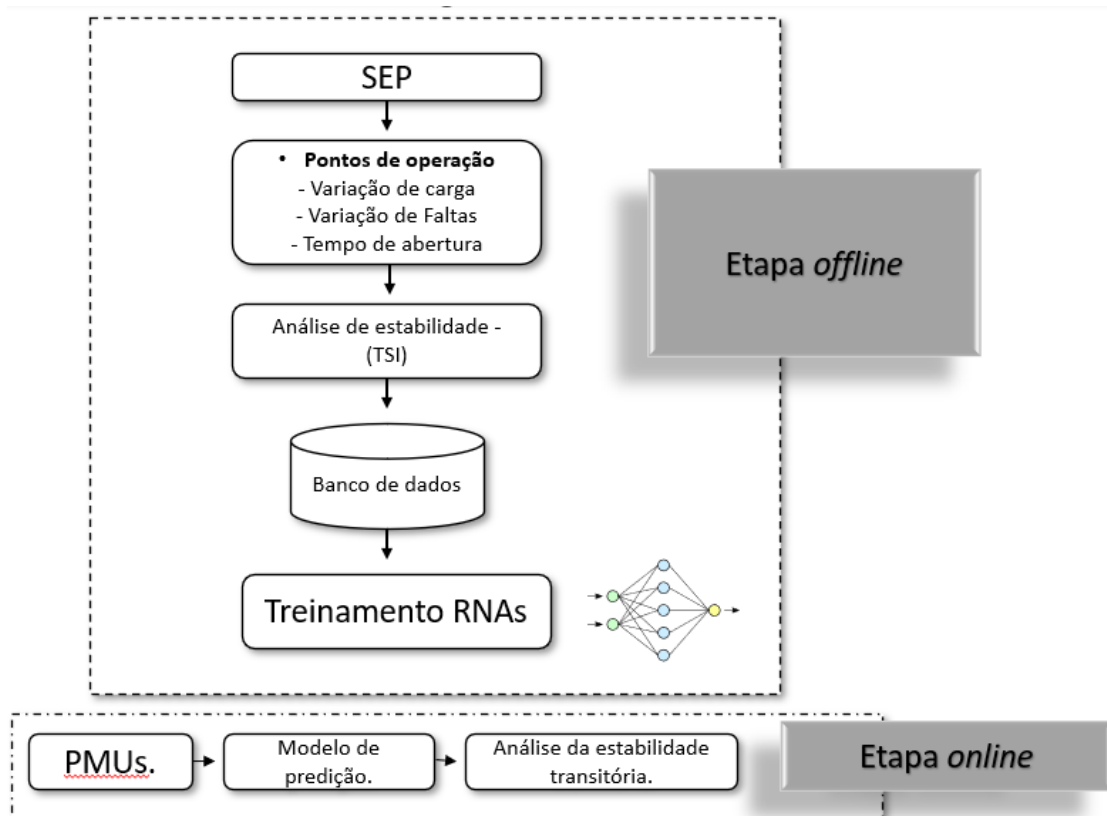 SEP
• Pontos de operação
- Variação de carga
- Variação de Faltas
- Tempo de abertura
Etapa offline
Análise de estabilidade -
(TSI)
Banco de dados
Treinamento RNAs
PMUs.
Modelo de
predição.
Análise da estabilidade
transitória.
Etapa online